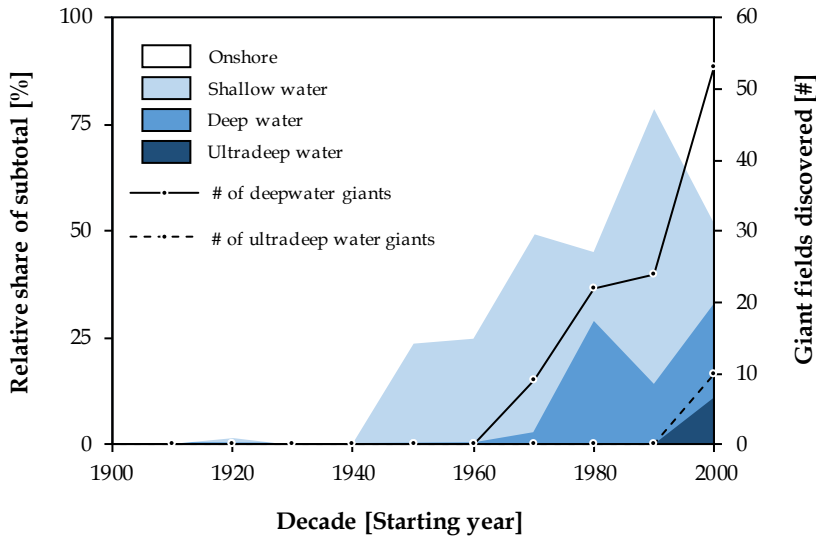 100
75
50
25
0
Relative share of subtotal [%]
Onshore
Shallow water
Deep water
Ultradeep water
# of deepwater giants
# of ultradeep water giants
60
50
40
30
20
10
0
Giant fields discovered [#]
1900
1920
1940
1960
1980
2000
Decade [Starting year]